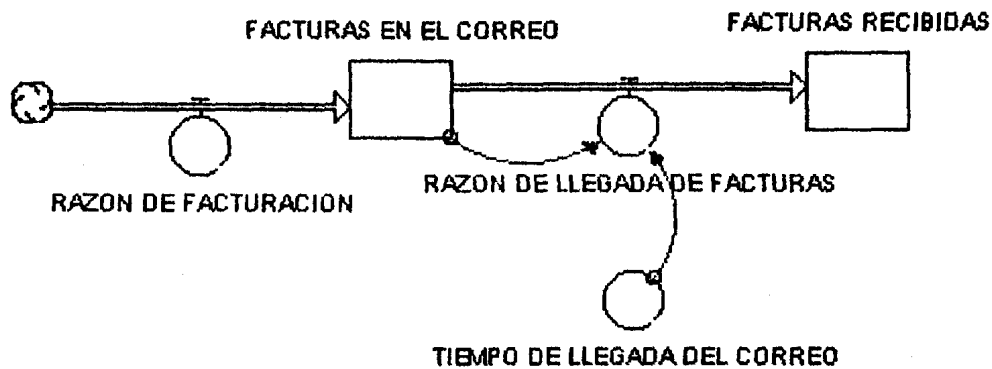 FACTURAS EN EL CORREO
FACTURAS RECIBIDAS
RAZON DE FACTURACION
RAZON DE LLEGADA DE FACTURAS
TIEMPO DE LLEGADA DEL CORREO